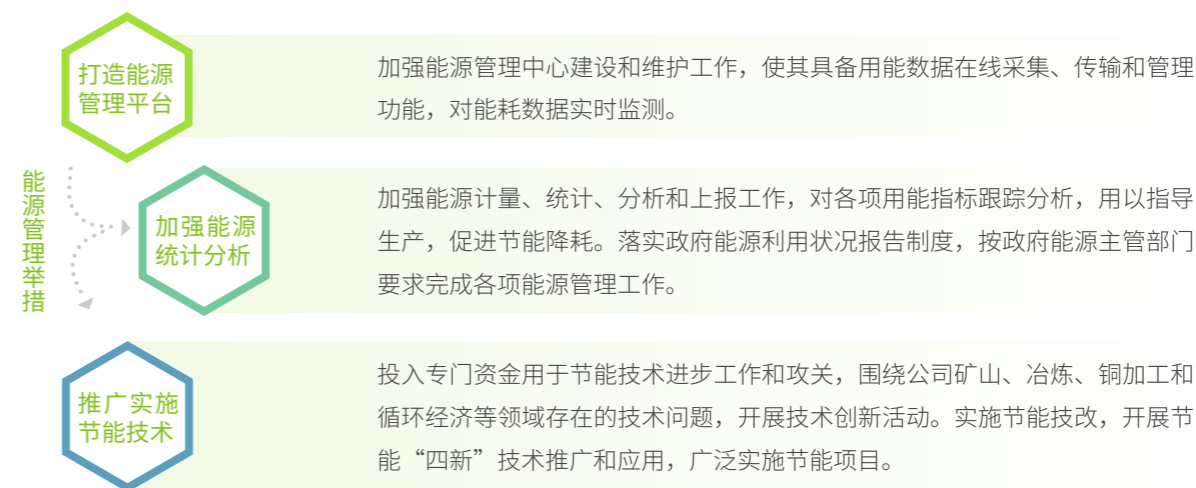 能源管理举措
打造能源
管理平台
加强能源管理中心建设和维护工作，使其具备用能数据在线采集、传输和管理
功能，对能耗数据实时监测。
加强能源
统计分析
加强能源计量、统计、分析和上报工作，对各项用能指标跟踪分析，用以指导
生产，促进节能降耗。落实政府能源利用状况报告制度，按政府能源主管部门
要求完成各项能源管理工作。
推广实施
节能技术
投入专门资金用于节能技术进步工作和攻关，围绕公司矿山、冶炼、铜加工和
循环经济等领域存在的技术问题，开展技术创新活动。实施节能技改，开展节
能“四新”技术推广和应用，广泛实施节能项目。